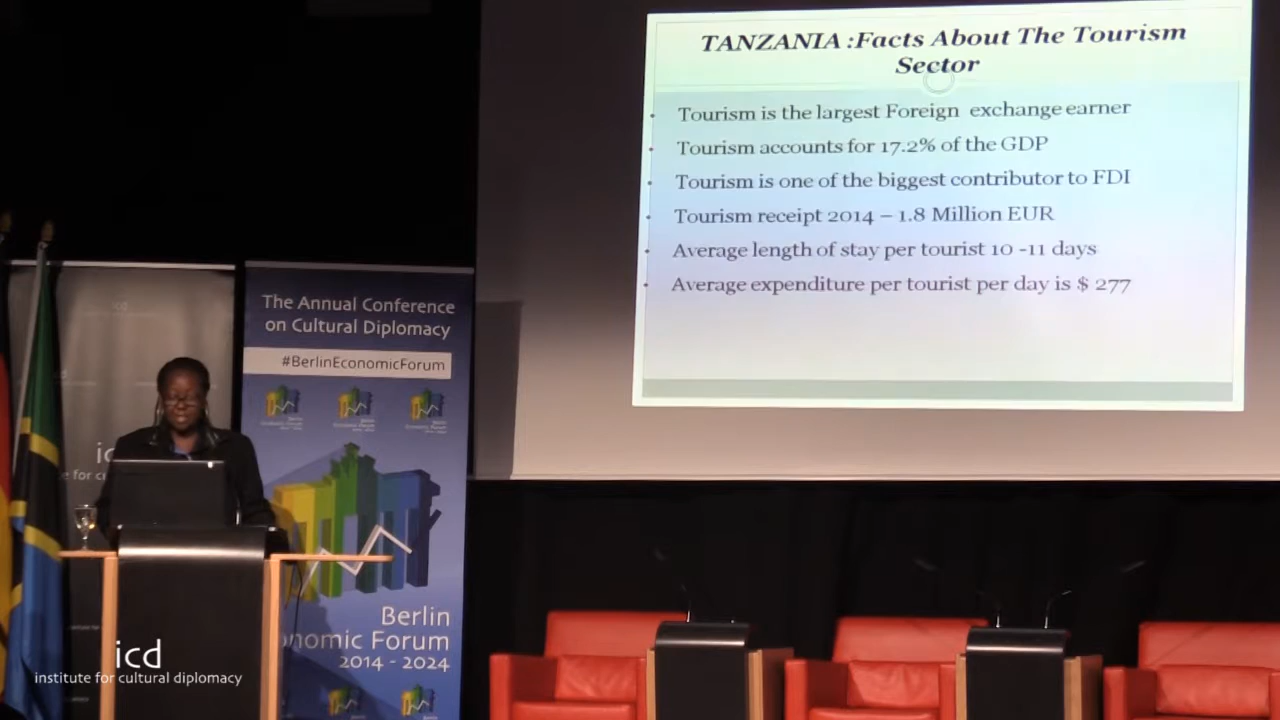 TANZANIA :Facts About The Tourism
Sector
Tourism is the largest Foreign exchange earner
Tourism accounts for 17.2% of the GDP
Tourism is one of the biggest contributor to FDI
Tourism receipt 2014 – 1.8 Million EUR
Average length of stay per tourist 10 -11 days
Average expenditure per tourist per day is $ 277
The Annual Conference
on Cultural Diplomacy
#BerlinEconomicForum
Berlin
nomic Forum
2014 - 2024
icd
icd
institute for cultural diplomacy